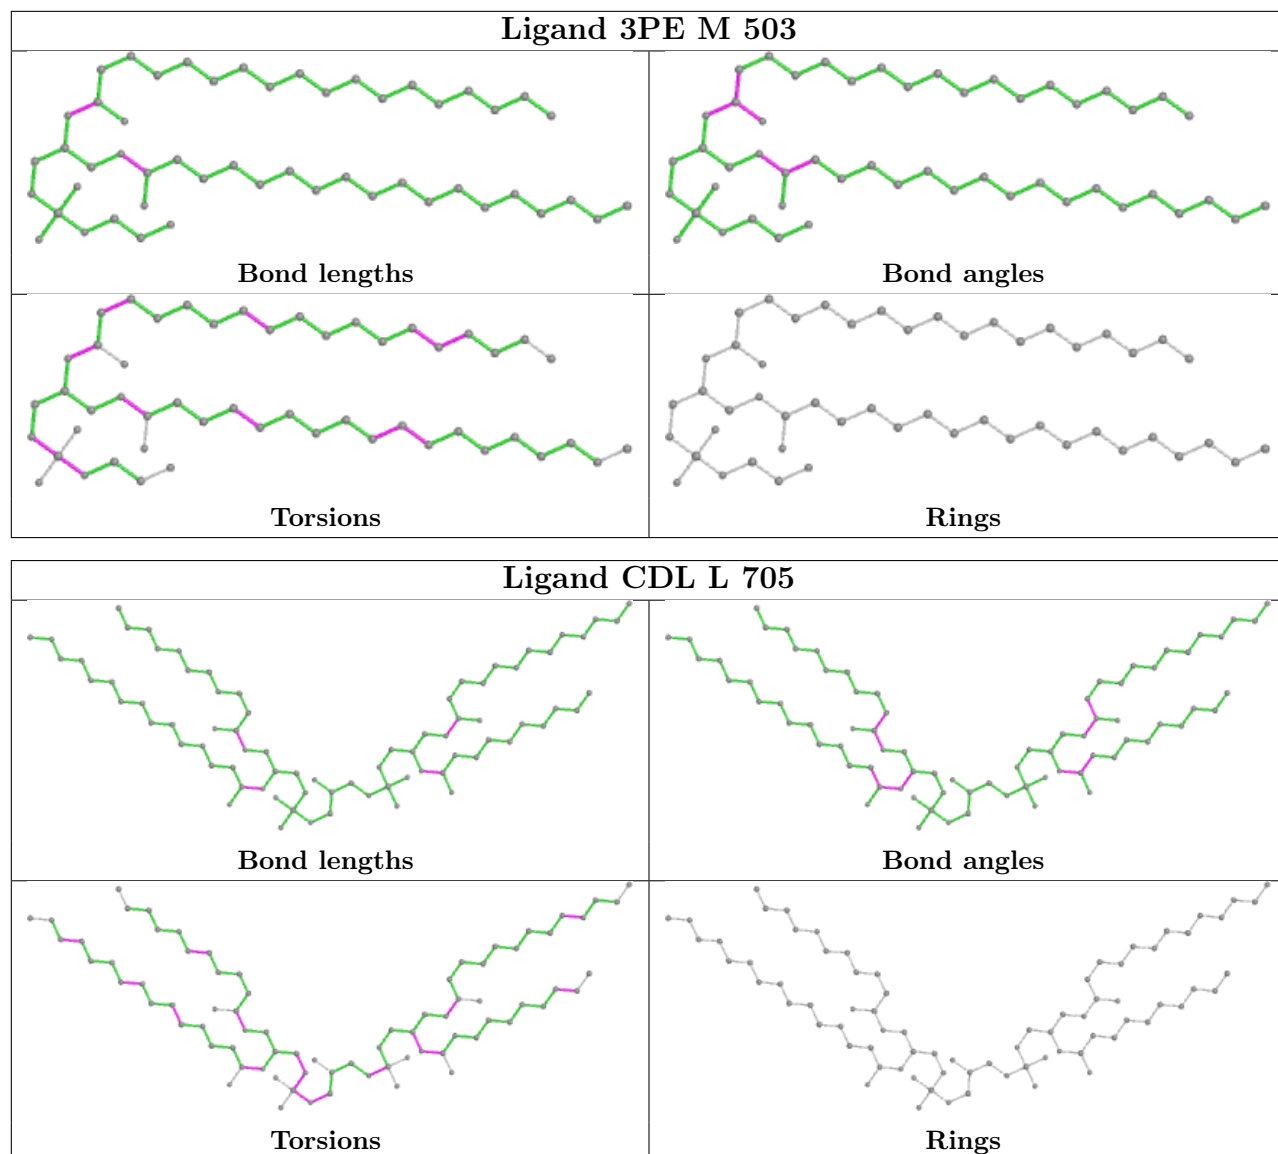 Ligand 3PE M 503
Bond lengths
Bond angles
Torsions
Rings
Ligand CDL L 705
Bond lengths
Bond angles
Torsions
Rings